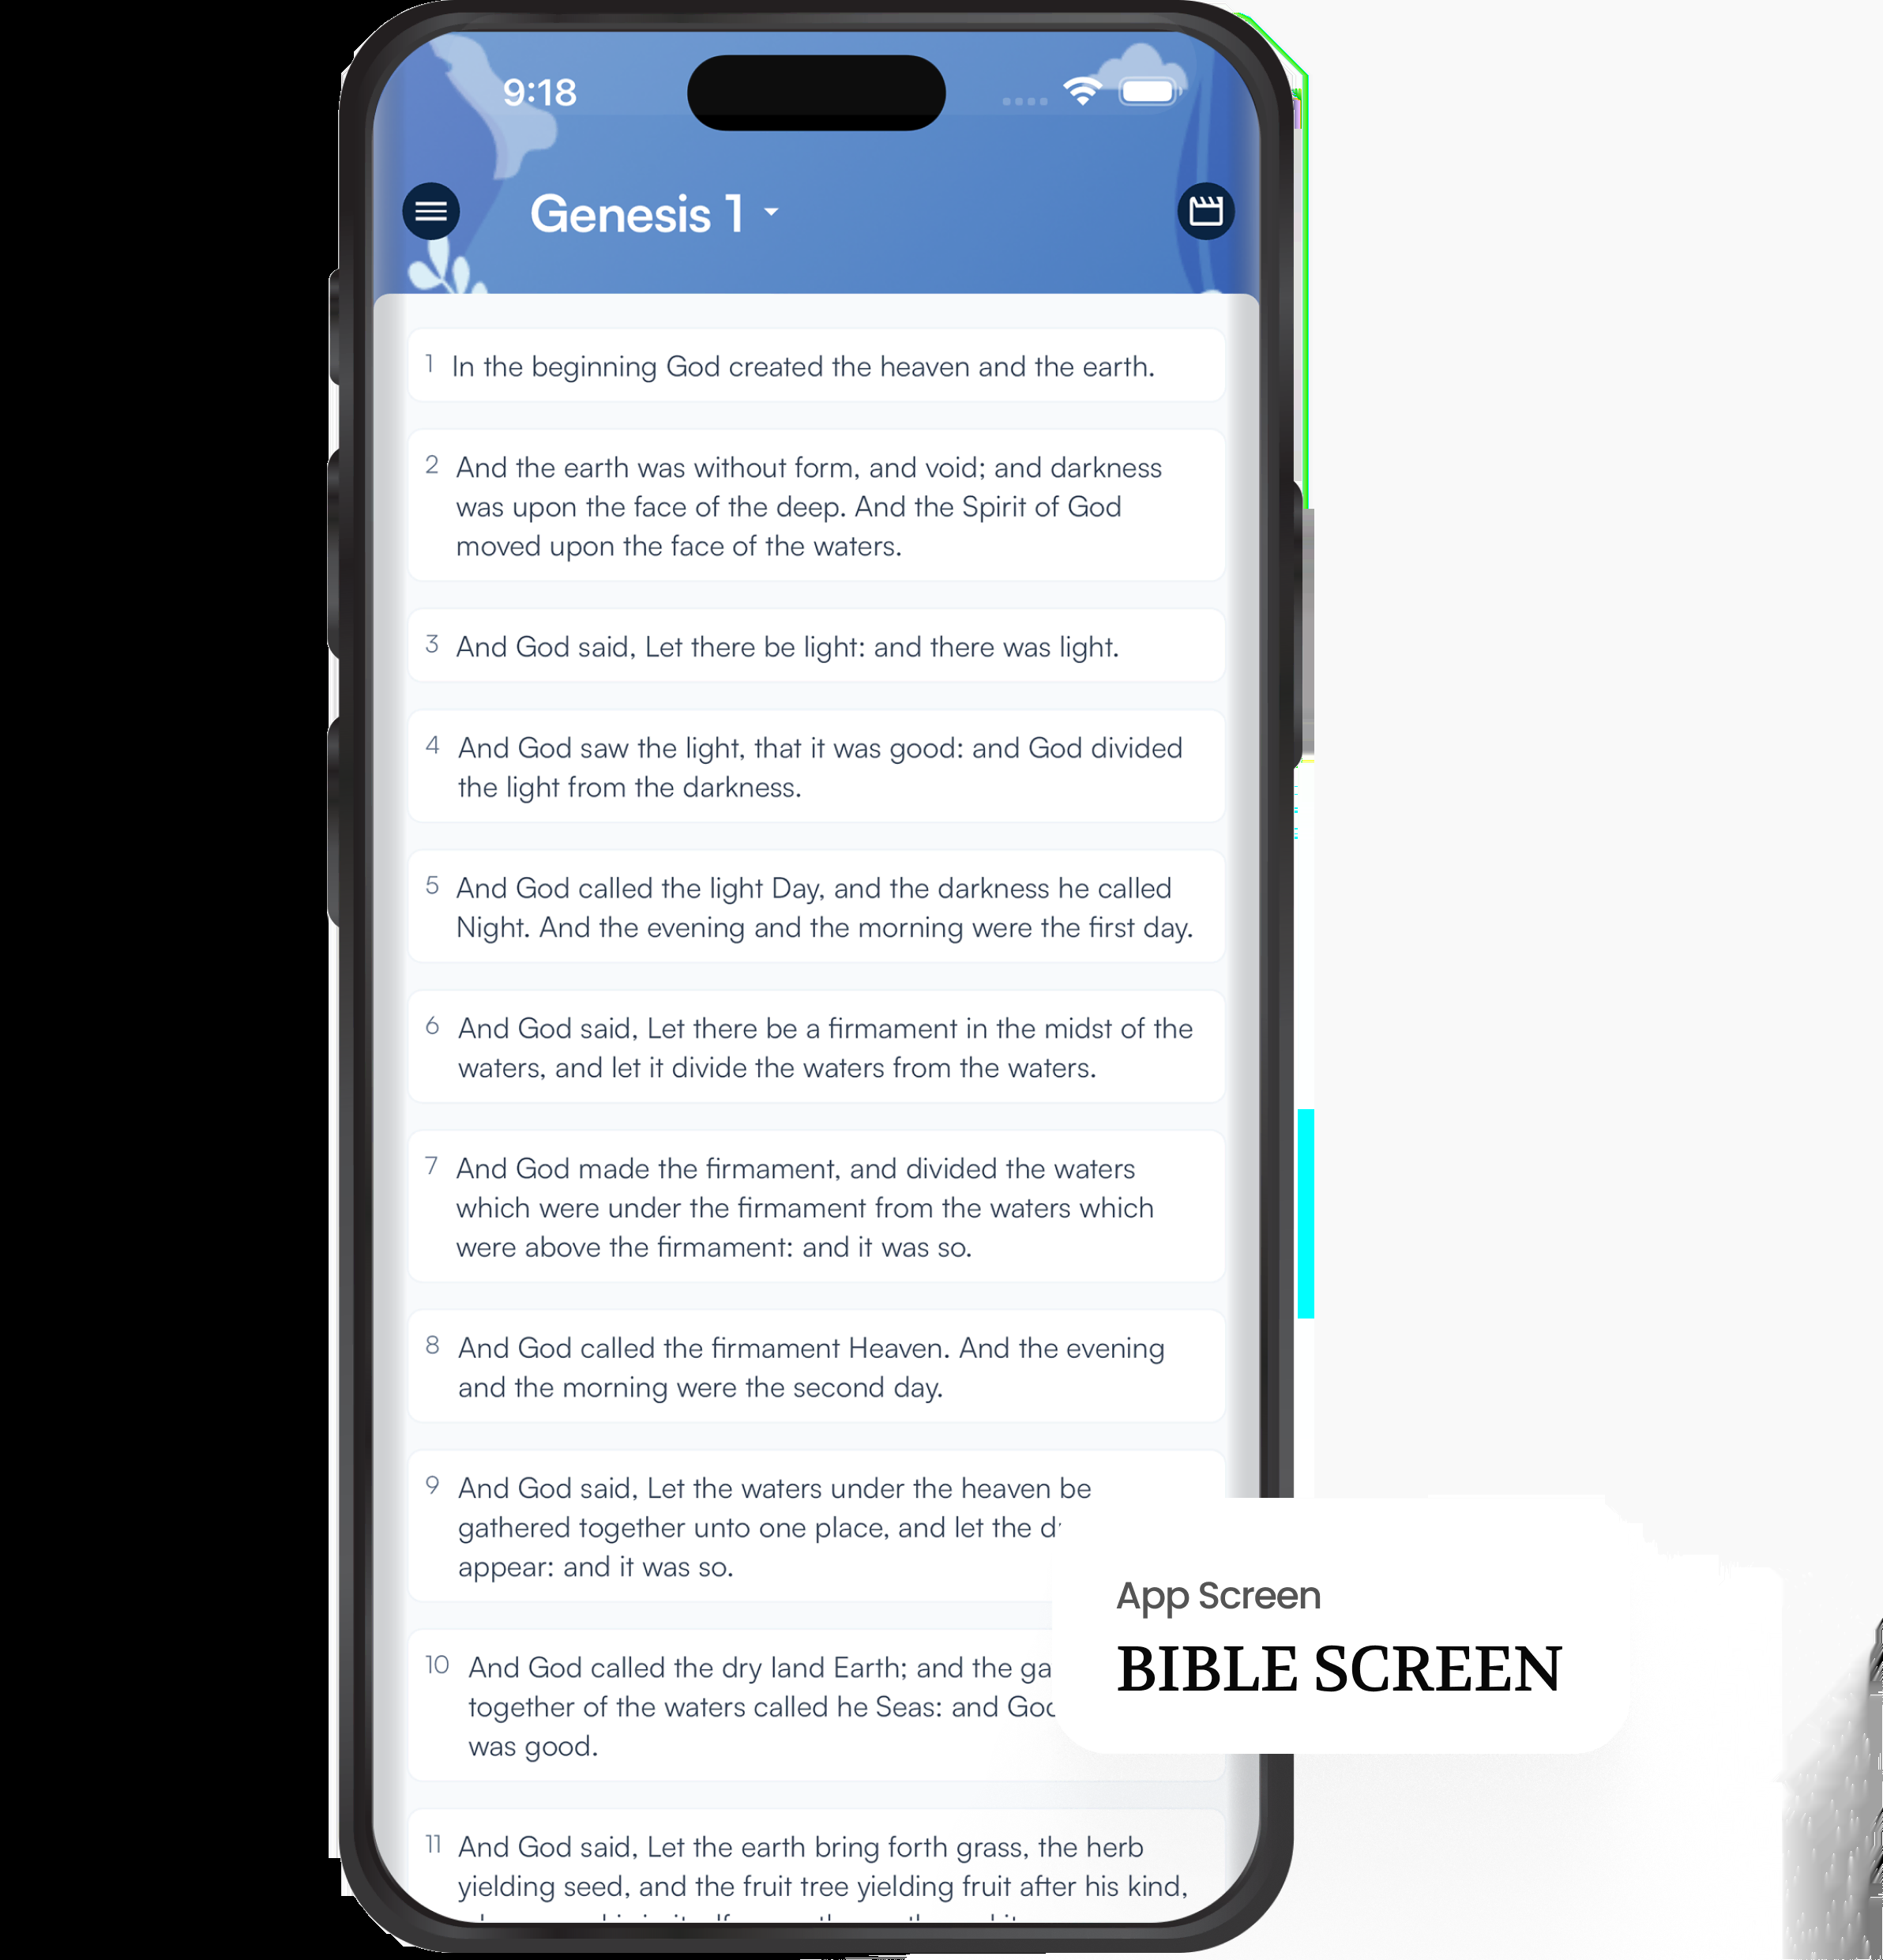 9:18
Genesis 1
1 In the beginning God created the heaven and the earth.
2 And the earth was without form, and void; and darkness
was upon the face of the deep. And the Spirit of God
moved upon the face of the waters.
3 And God said, Let there be light: and there was light.
4 And God saw the light, that it was good: and God divided
the light from the darkness.
5 And God called the light Day, and the darkness he called
Night. And the evening and the morning were the first day.
6 And God said, Let there be a firmament in the midst of the
waters, and let it divide the waters from the waters.
7 And God made the firmament, and divided the waters
which were under the firmament from the waters which
were above the firmament: and it was so.
8 And God called the firmament Heaven. And the evening
and the morning were the second day.
9 And God said, Let the waters under the heaven be
gathered together unto one place, and let the
appear: and it was so.
10 And God called the dry land Earth; and the
together of the waters called he Seas: and
was good.
11 And God said, Let the earth bring forth grass, the herb
yielding seed, and the fruit tree yielding fruit after his kind,
App Screen
BIBLE SCREEN